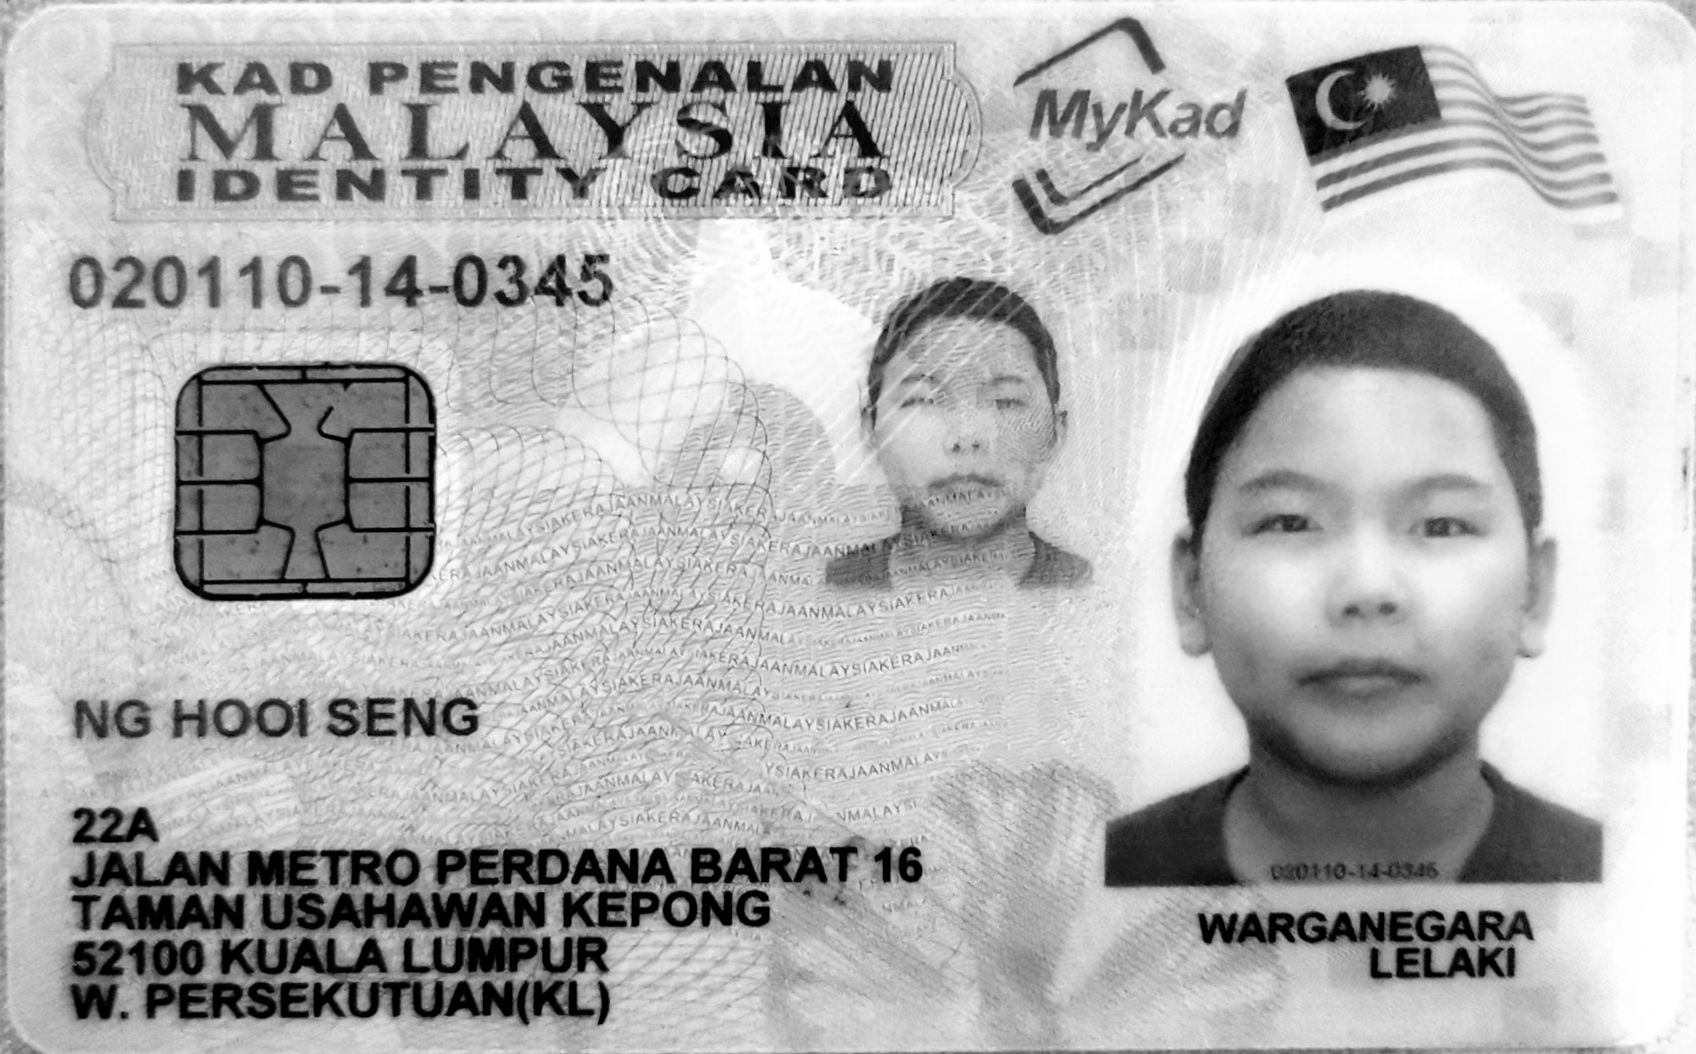 KAD PENGENALAN
MALAYSIA
IDENTITY CARD
MyKad
020110-14-0345
NG HOOI SENG
22A
JALAN METRO PERDANA BARAT 16
TAMAN USAHAWAN KEPONG
52100 KUALA LUMPUR
W. PERSEKUTUAN(KL)
020110-14-0345
WARGANEGARA
LELAKI